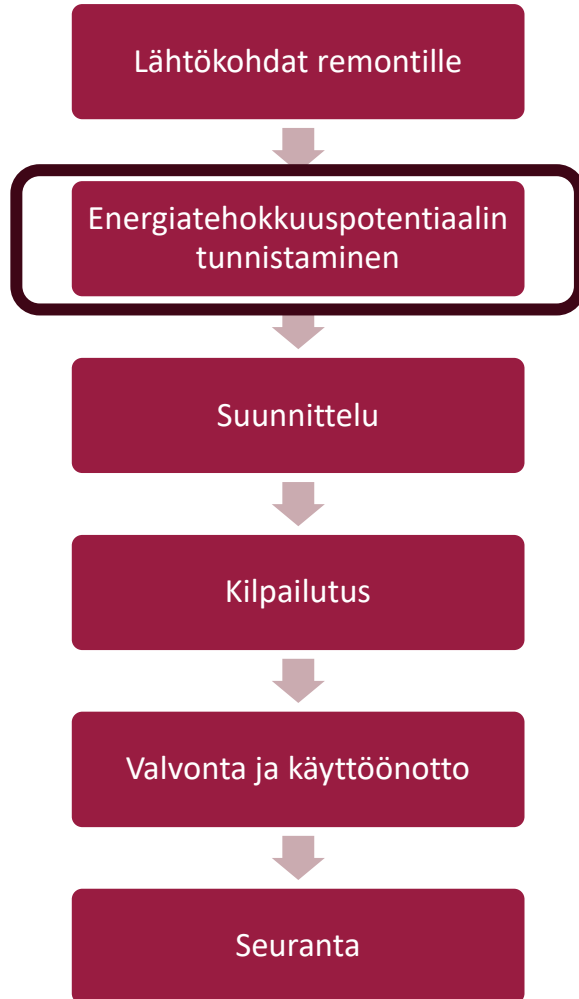 Lähtökohdat remontille
Energiatehokkuuspotentiaalin
tunnistaminen
Suunnittelu
Kilpailutus
Valvonta ja käyttöönotto
Seuranta